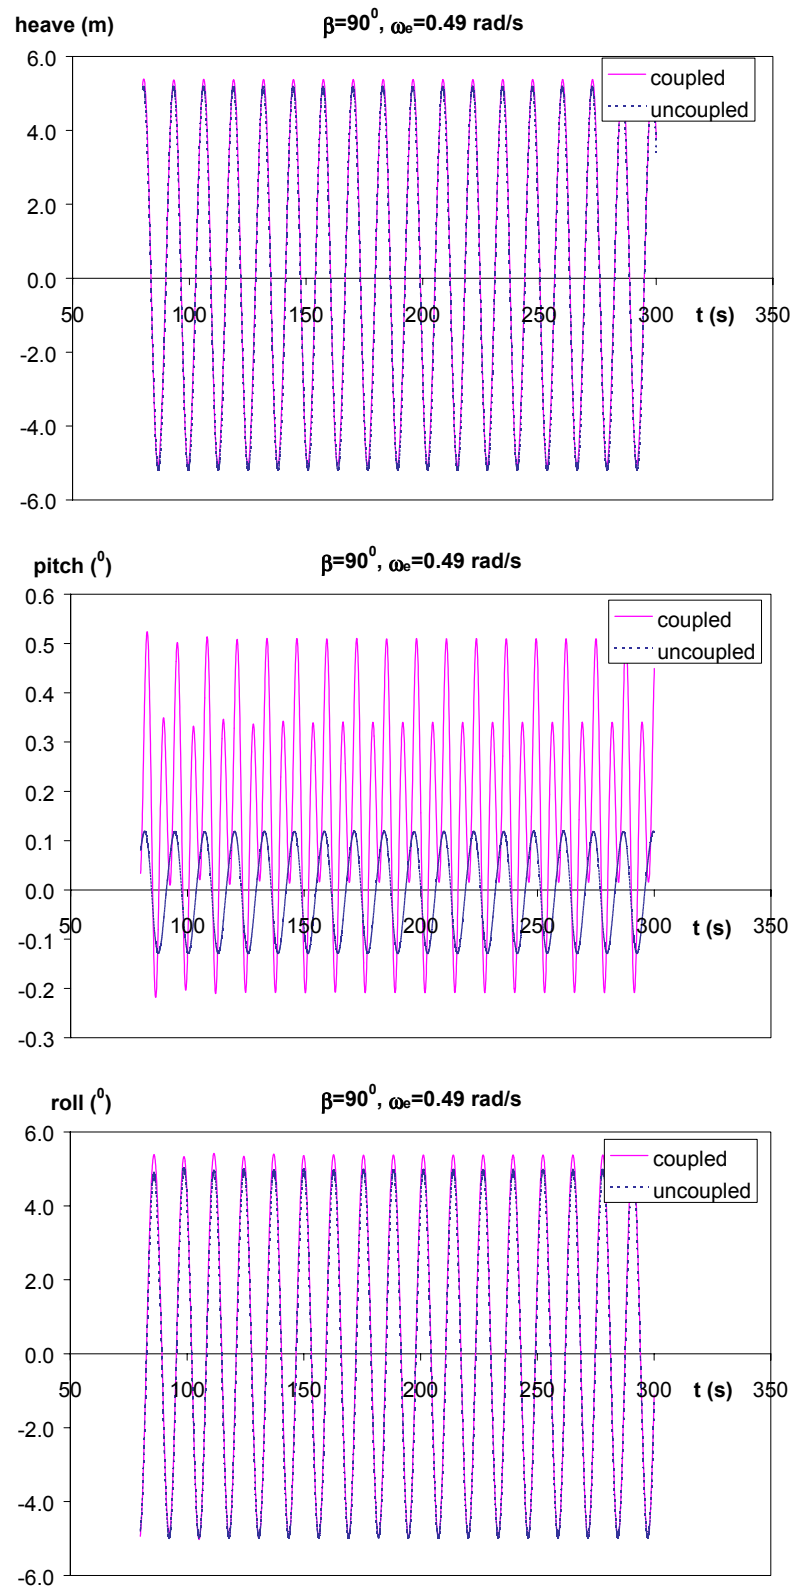 heave (m)
β=90⁰, ωe=0.49 rad/s
6.0
coupled
uncoupled
4.0
2.0
0.0
50 100 150 200 250 300 t (s) 350
-2.0
-4.0
-6.0
pitch (⁰)
β=90⁰, ωe=0.49 rad/s
0.6
coupled
uncoupled
0.5
0.4
0.3
0.2
0.1
0.0
50 100 150 200 250 300 t (s) 350
-0.1
-0.2
-0.3
roll (⁰)
β=90⁰, ωe=0.49 rad/s
6.0
coupled
uncoupled
4.0
2.0
0.0
50 100 150 200 250 300 t (s) 350
-2.0
-4.0
-6.0